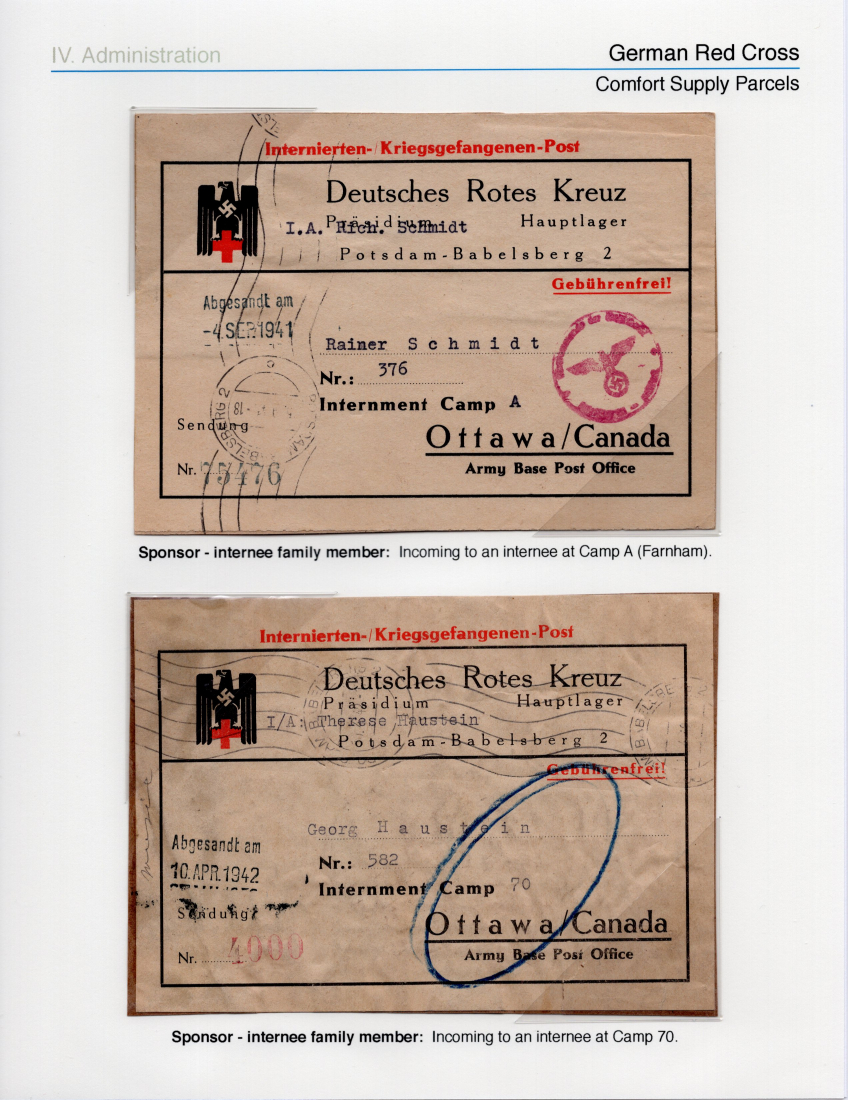 IV. Administration
German Red Cross
Comfort Supply Parcels
Internierten-/Kriegsgefangenen-Post
Deutsches Rotes Kreuz
Präsidium Hauptlager
I.A. Rich. Schmidt
Potsdam-Babelsberg 2
Gebührenfrei!
Abgesandt am
-4.SEP.1941
Rainer Schmidt
Nr.: 376
Internment Camp A
Sendung
Ottawa/Canada
Nr. 75476
Army Base Post Office
Sponsor - internee family member: Incoming to an internee at Camp A (Farnham).
Internierten-/Kriegsgefangenen-Post
Deutsches Rotes Kreuz
Präsidium Hauptlager
I/A: Therese Haustein
Potsdam-Babelsberg 2
Gebührenfrei!
Georg Haustein
Abgesandt am
10.APR.1942
Nr.: 582
Internment Camp 70
Sendung
Ottawa/Canada
Nr. 4000
Army Base Post Office
Sponsor - internee family member: Incoming to an internee at Camp 70.